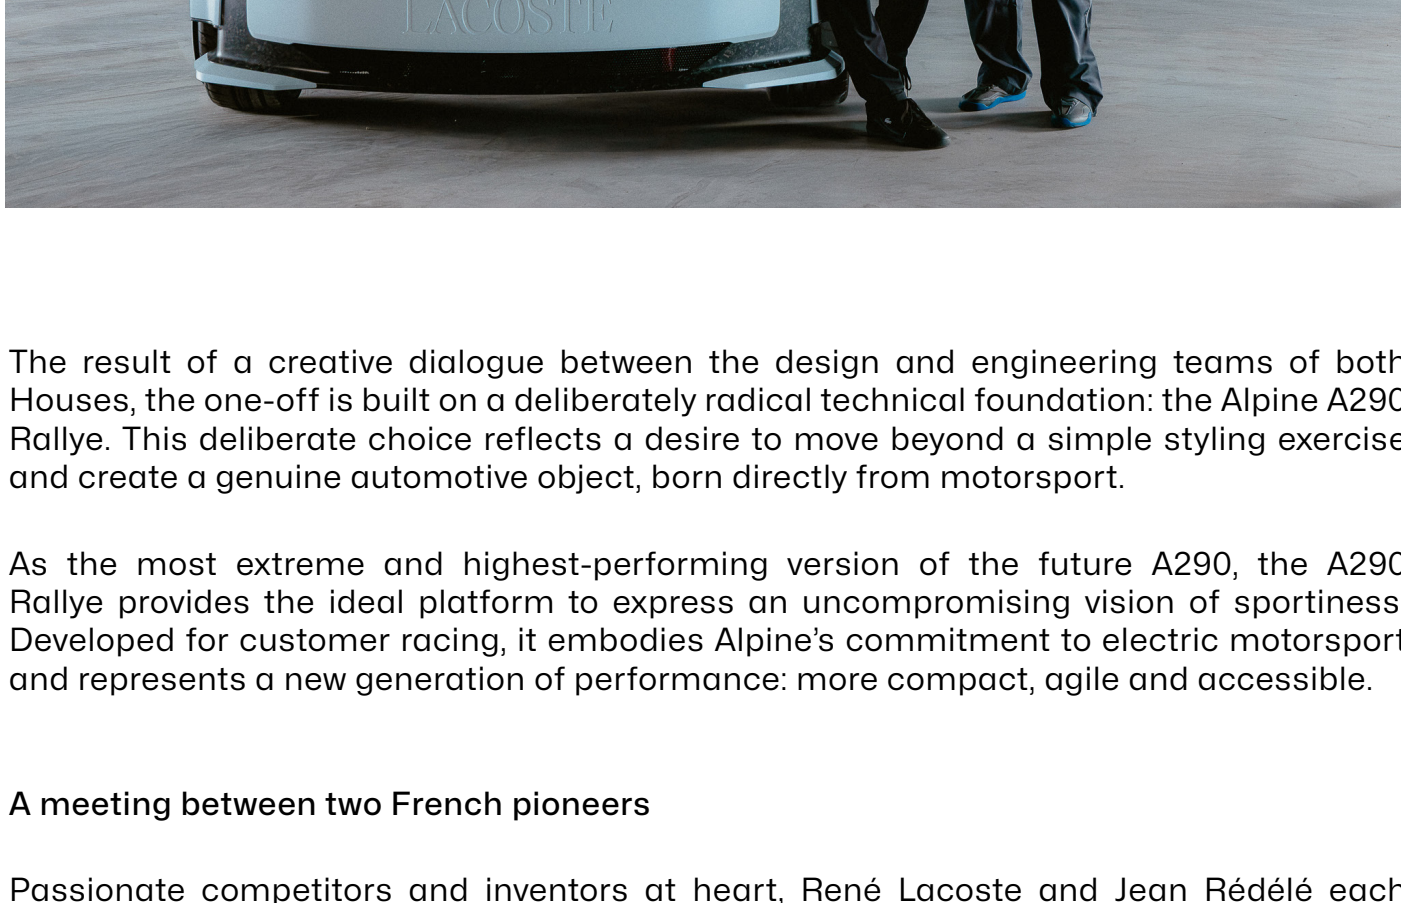 LACOSTE
The result of a creative dialogue between the design and engineering teams of both
Houses, the one-off is built on a deliberately radical technical foundation: the Alpine A290
Rallye. This deliberate choice reflects a desire to move beyond a simple styling exercise
and create a genuine automotive object, born directly from motorsport.
As the most extreme and highest-performing version of the future A290, the A290
Rallye provides the ideal platform to express an uncompromising vision of sportiness.
Developed for customer racing, it embodies Alpine’s commitment to electric motorsport
and represents a new generation of performance: more compact, agile and accessible.
A meeting between two French pioneers
Passionate competitors and inventors at heart, René Lacoste and Jean Rédélé each